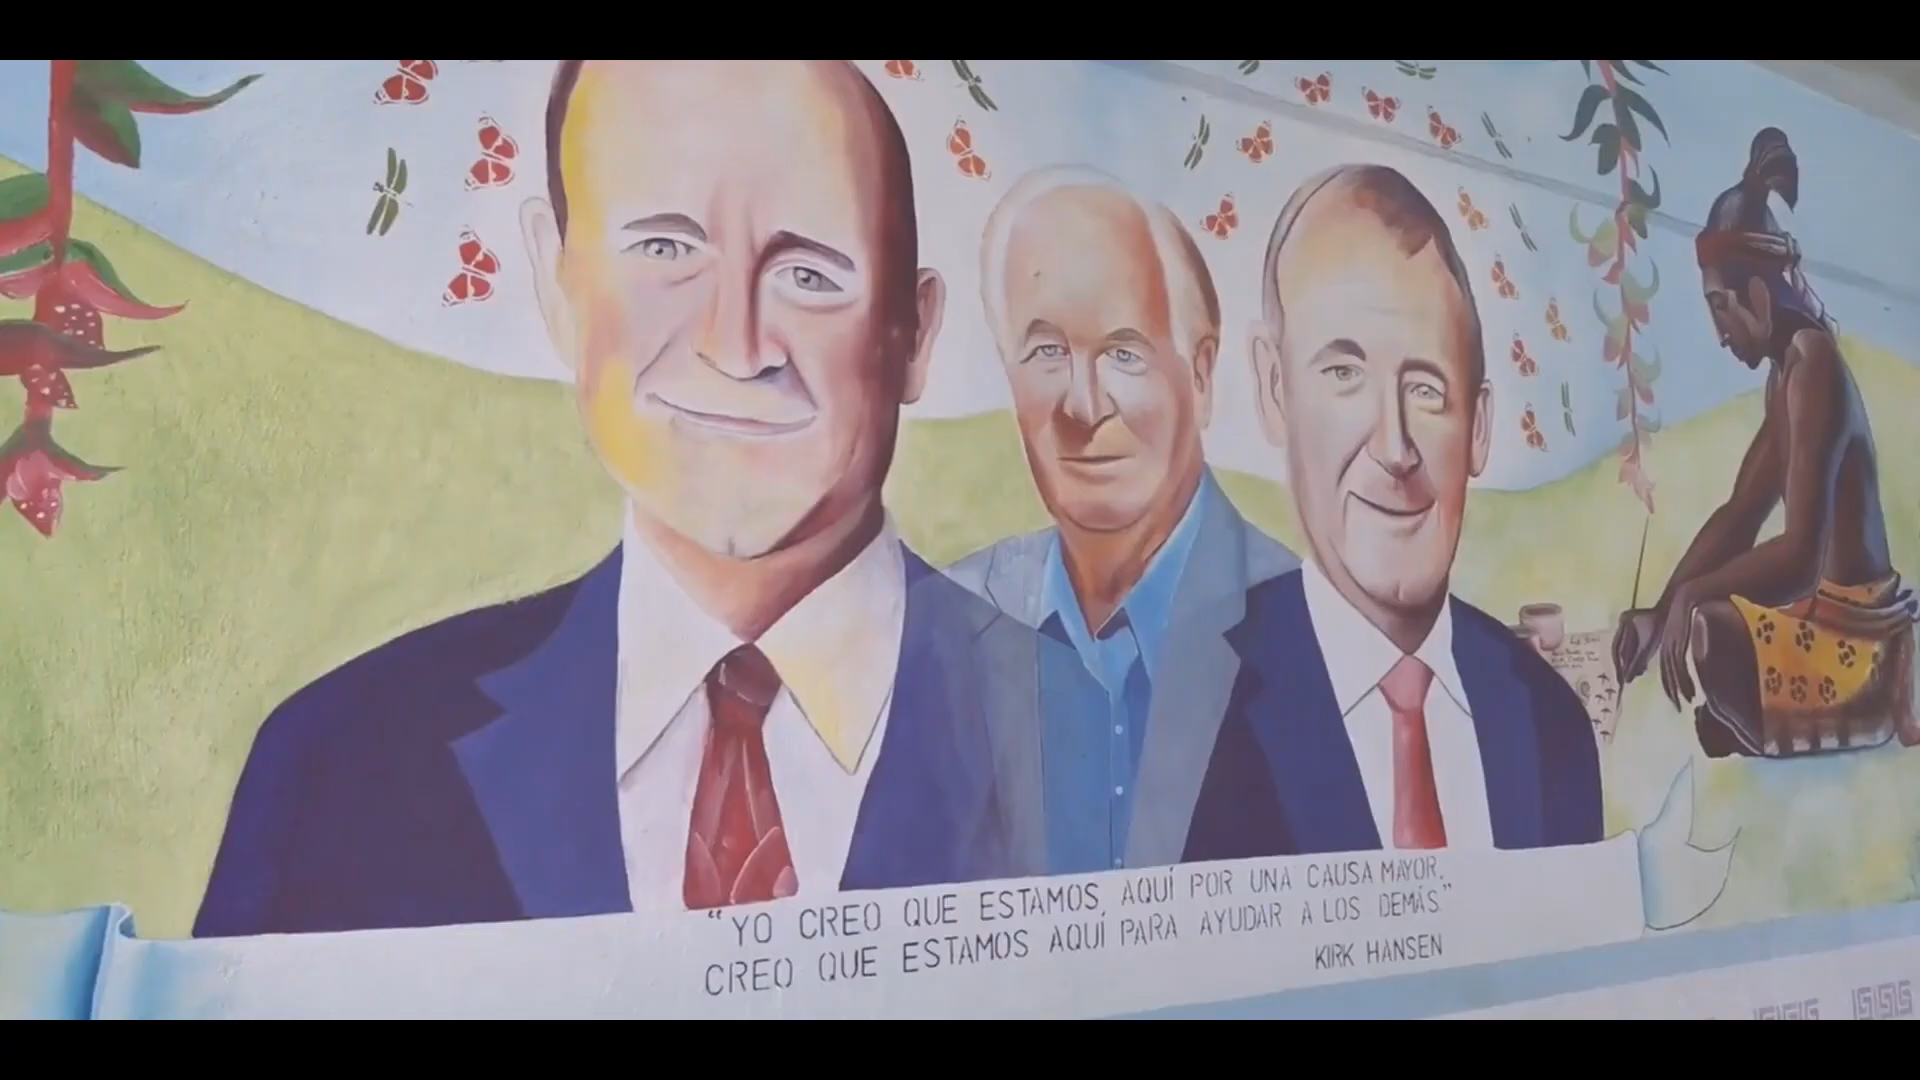 “YO CREO QUE ESTAMOS AQUÍ POR UNA CAUSA MAYOR.
CREO QUE ESTAMOS AQUÍ PARA AYUDAR A LOS DEMÁS.”
KIRK HANSEN